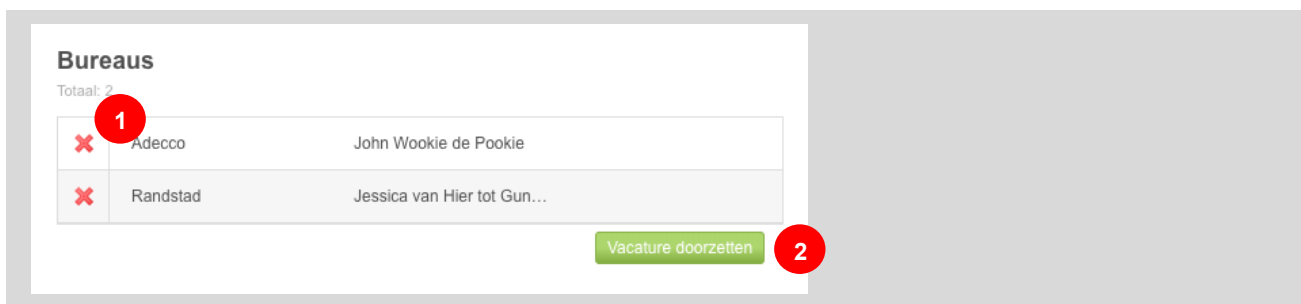 Bureaus
Totaal: 2
1
Adecco John Wookie de Pookie
Randstad Jessica van Hier tot Gun…
Vacature doorzetten 2